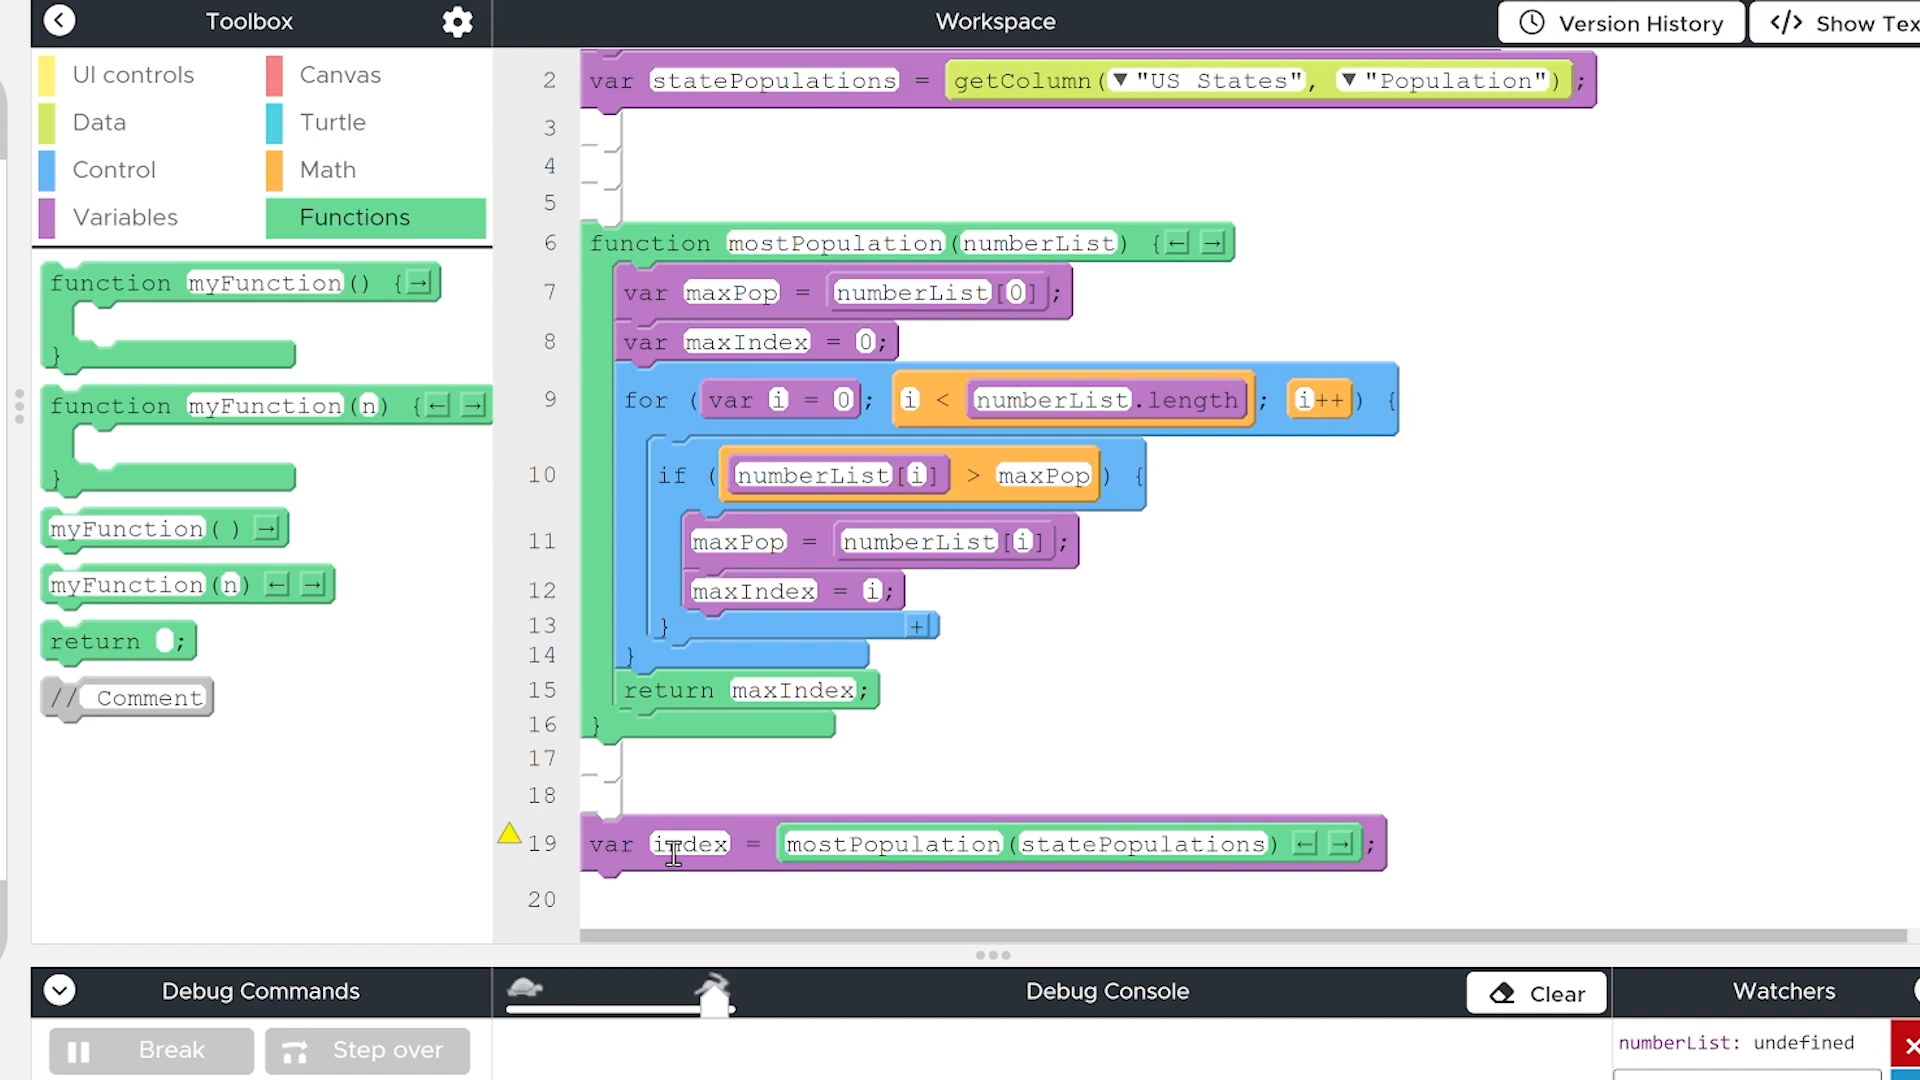 Toolbox
Workspace
Version History
</> Show Tex
UI controls
Canvas
Data
Turtle
Control
Math
Variables
Functions
function myFunction() {
}
function myFunction(n) {
}
myFunction()
myFunction(n)
return ;
// Comment
2 var statePopulations = getColumn(▼"US States", ▼"Population");
3
4
5
6 function mostPopulation(numberList) {
7 var maxPop = numberList[0];
8 var maxIndex = 0;
9 for (var i = 0; i < numberList.length; i++) {
10 if (numberList[i] > maxPop) {
11 maxPop = numberList[i];
12 maxIndex = i;
13 } +
14 }
15 return maxIndex;
16 }
17
18
19 var index = mostPopulation(statePopulations);
20
Debug Commands
Debug Console
Clear
Watchers
Break
Step over
numberList: undefined